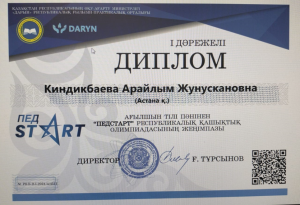 DARYN
І ДӘРЕЖЕЛІ
ДИПЛОМ
Киндикбаева Арайлым Жунускановна
(Астана қ.)
ПЕД
START
АҒЫЛШЫН ТІЛІ ПӘНІНЕН
"ПЕДСТАРТ" РЕСПУБЛИКАЛЫҚ ҚАШЫҚТЫҚ
ОЛИМПИАДАСЫНЫҢ ЖЕҢІМПАЗЫ
ДИРЕКТОР
Ғ. ТҰРСЫНОВ